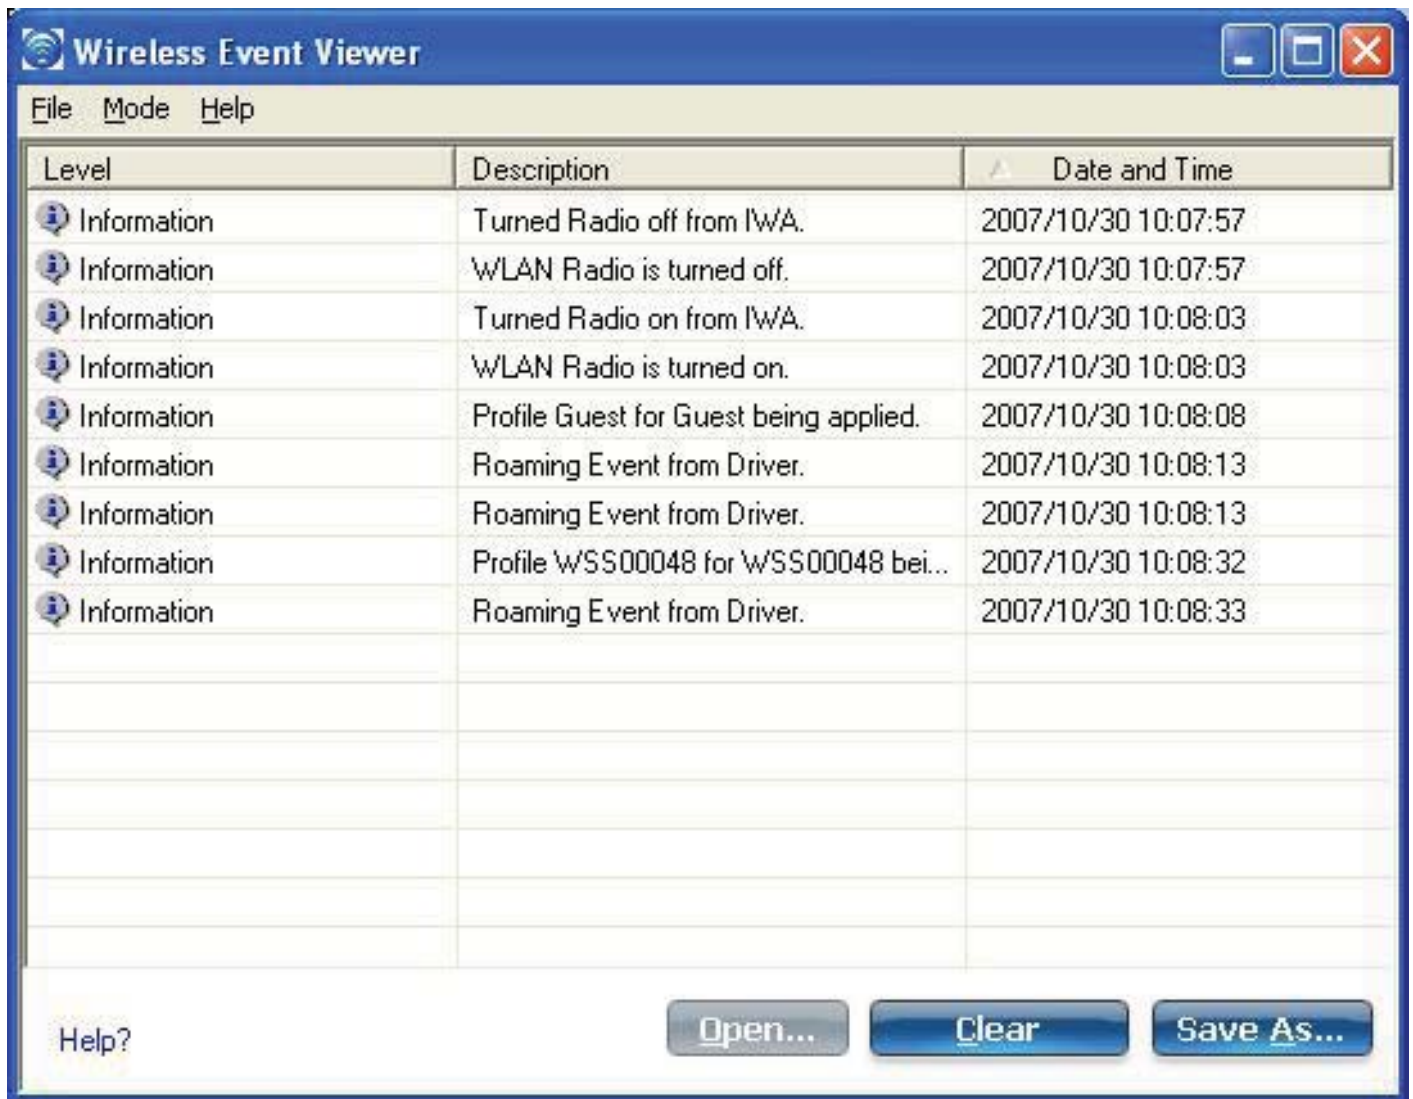 Wireless Event Viewer
File Mode Help
Level Description Date and Time
Information Turned Radio off from IWA. 2007/10/30 10:07:57
Information WLAN Radio is turned off. 2007/10/30 10:07:57
Information Turned Radio on from IWA. 2007/10/30 10:08:03
Information WLAN Radio is turned on. 2007/10/30 10:08:03
Information Profile Guest for Guest being applied. 2007/10/30 10:08:08
Information Roaming Event from Driver. 2007/10/30 10:08:13
Information Roaming Event from Driver. 2007/10/30 10:08:13
Information Profile WSS00048 for WSS00048 bei... 2007/10/30 10:08:32
Information Roaming Event from Driver. 2007/10/30 10:08:33
Help? Open... Clear Save As...